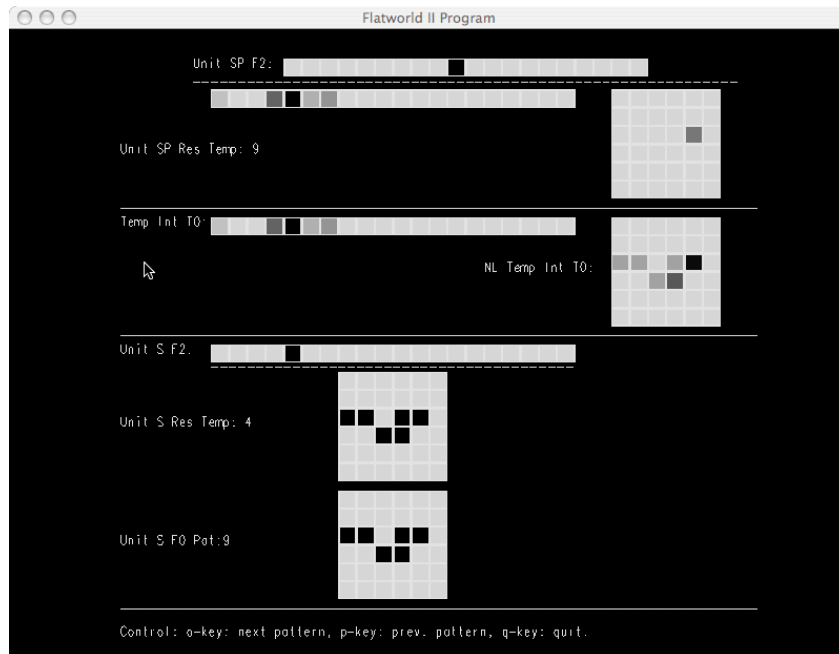 Flatworld II Program
Unit SP F2:
Unit SP Res Temp: 9
Temp Int T0:
NL Temp Int T0:
Unit S F2:
Unit S Res Temp: 4
Unit S F0 Pat:9
Control: o-key: next pattern, p-key: prev. pattern, q-key: quit.